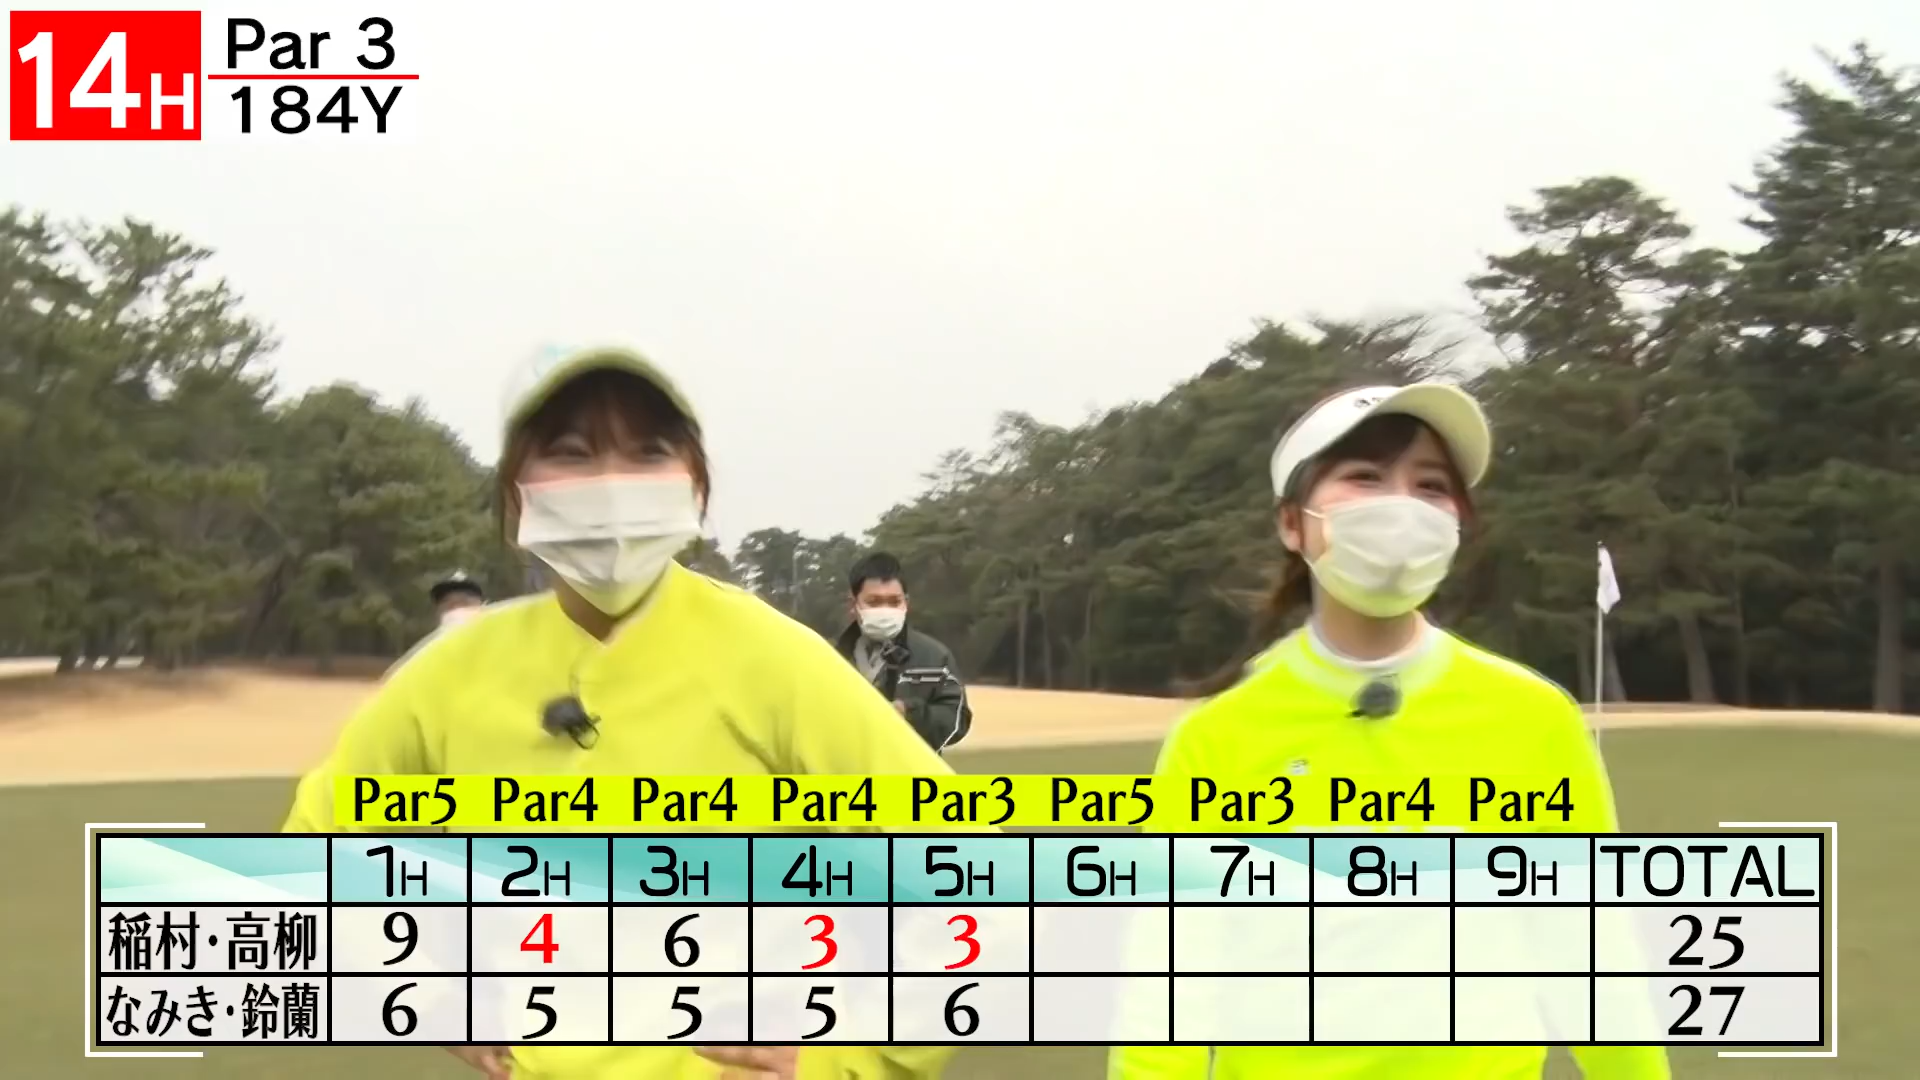 14H
Par 3
184Y
Par5 Par4 Par4 Par4 Par3 Par5 Par3 Par4 Par4
1H 2H 3H 4H 5H 6H 7H 8H 9H TOTAL
稲村・高柳 9 4 6 3 3 25
なみき・鈴蘭 6 5 5 5 6 27